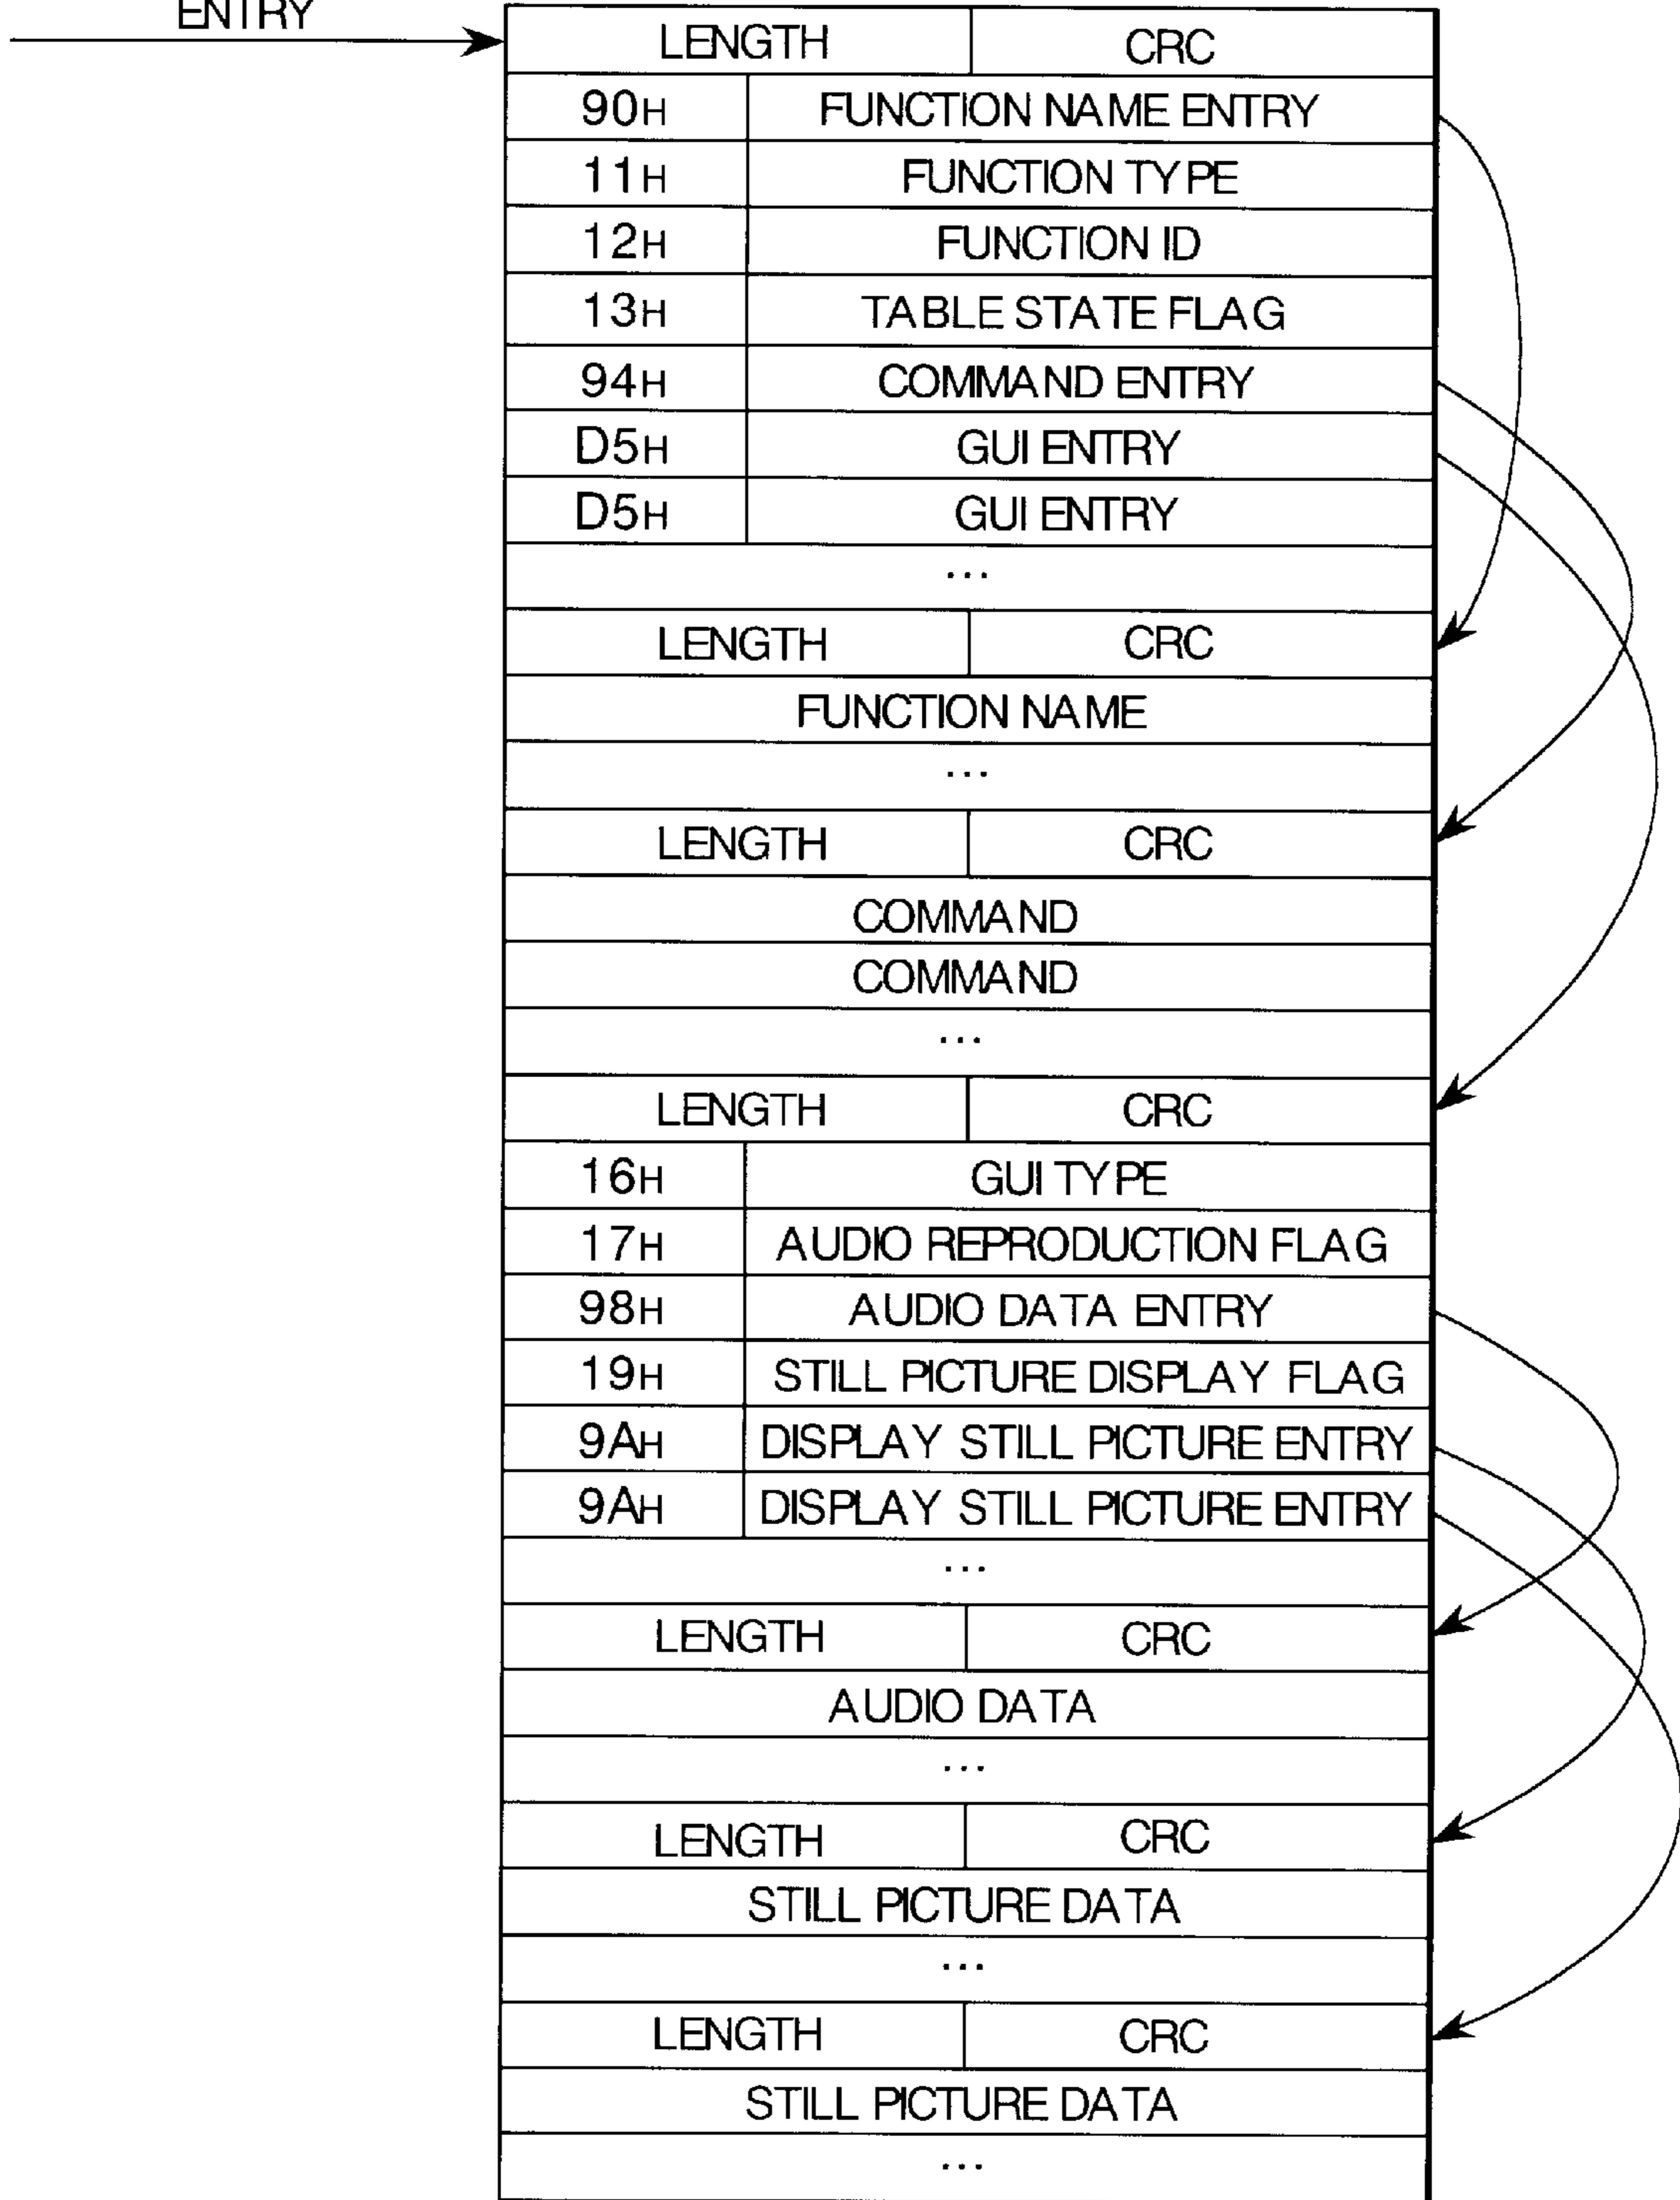 ENTRY
LENGTH CRC
90H FUNCTION NAME ENTRY
11H FUNCTION TYPE
12H FUNCTION ID
13H TABLE STATE FLAG
94H COMMAND ENTRY
D5H GUI ENTRY
D5H GUI ENTRY
...
LENGTH CRC
FUNCTION NAME
...
LENGTH CRC
COMMAND
COMMAND
...
LENGTH CRC
16H GUI TYPE
17H AUDIO REPRODUCTION FLAG
98H AUDIO DATA ENTRY
19H STILL PICTURE DISPLAY FLAG
9AH DISPLAY STILL PICTURE ENTRY
9AH DISPLAY STILL PICTURE ENTRY
...
LENGTH CRC
AUDIO DATA
...
LENGTH CRC
STILL PICTURE DATA
...
LENGTH CRC
STILL PICTURE DATA
...